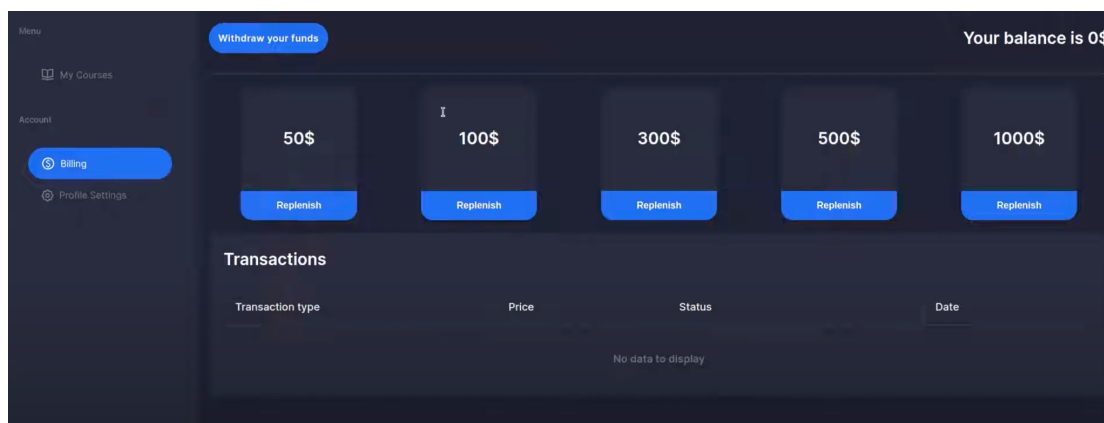 Menu
My Courses
Account
Billing
Profile Settings
Withdraw your funds
Your balance is 0$
50$
100$
300$
500$
1000$
Replenish
Replenish
Replenish
Replenish
Replenish
Transactions
Transaction type Price Status Date
No data to display